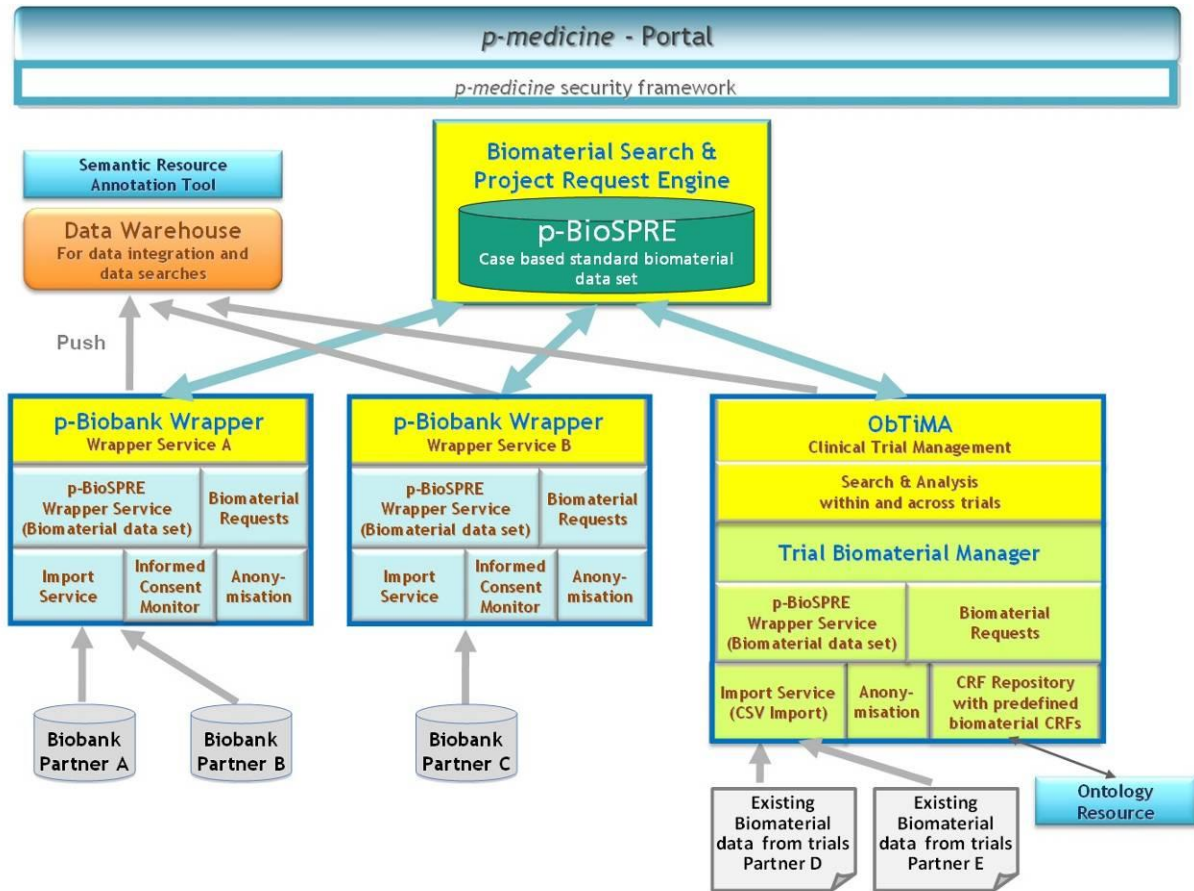 p-medicine - Portal
p-medicine security framework
Biomaterial Search &
Project Request Engine
p-BioSPRE
Case based standard biomaterial
data set
Semantic Resource
Annotation Tool
Data Warehouse
For data integration and
data searches
Push
p-Biobank Wrapper
Wrapper Service A
p-BioSPRE
Wrapper Service
(Biomaterial data set)
Biomaterial
Requests
Import
Service
Informed
Consent
Monitor
Anony-
misation
p-Biobank Wrapper
Wrapper Service B
p-BioSPRE
Wrapper Service
(Biomaterial data set)
Biomaterial
Requests
Import
Service
Informed
Consent
Monitor
Anony-
misation
ObTiMA
Clinical Trial Management
Search & Analysis
within and across trials
Trial Biomaterial Manager
p-BioSPRE
Wrapper Service
(Biomaterial data set)
Biomaterial
Requests
Import Service
(CSV Import)
Anony-
misation
CRF Repository
with predefined
biomaterial CRFs
Biobank
Partner A
Biobank
Partner B
Biobank
Partner C
Existing
Biomaterial
data from trials
Partner D
Existing
Biomaterial
data from trials
Partner E
Ontology
Resource